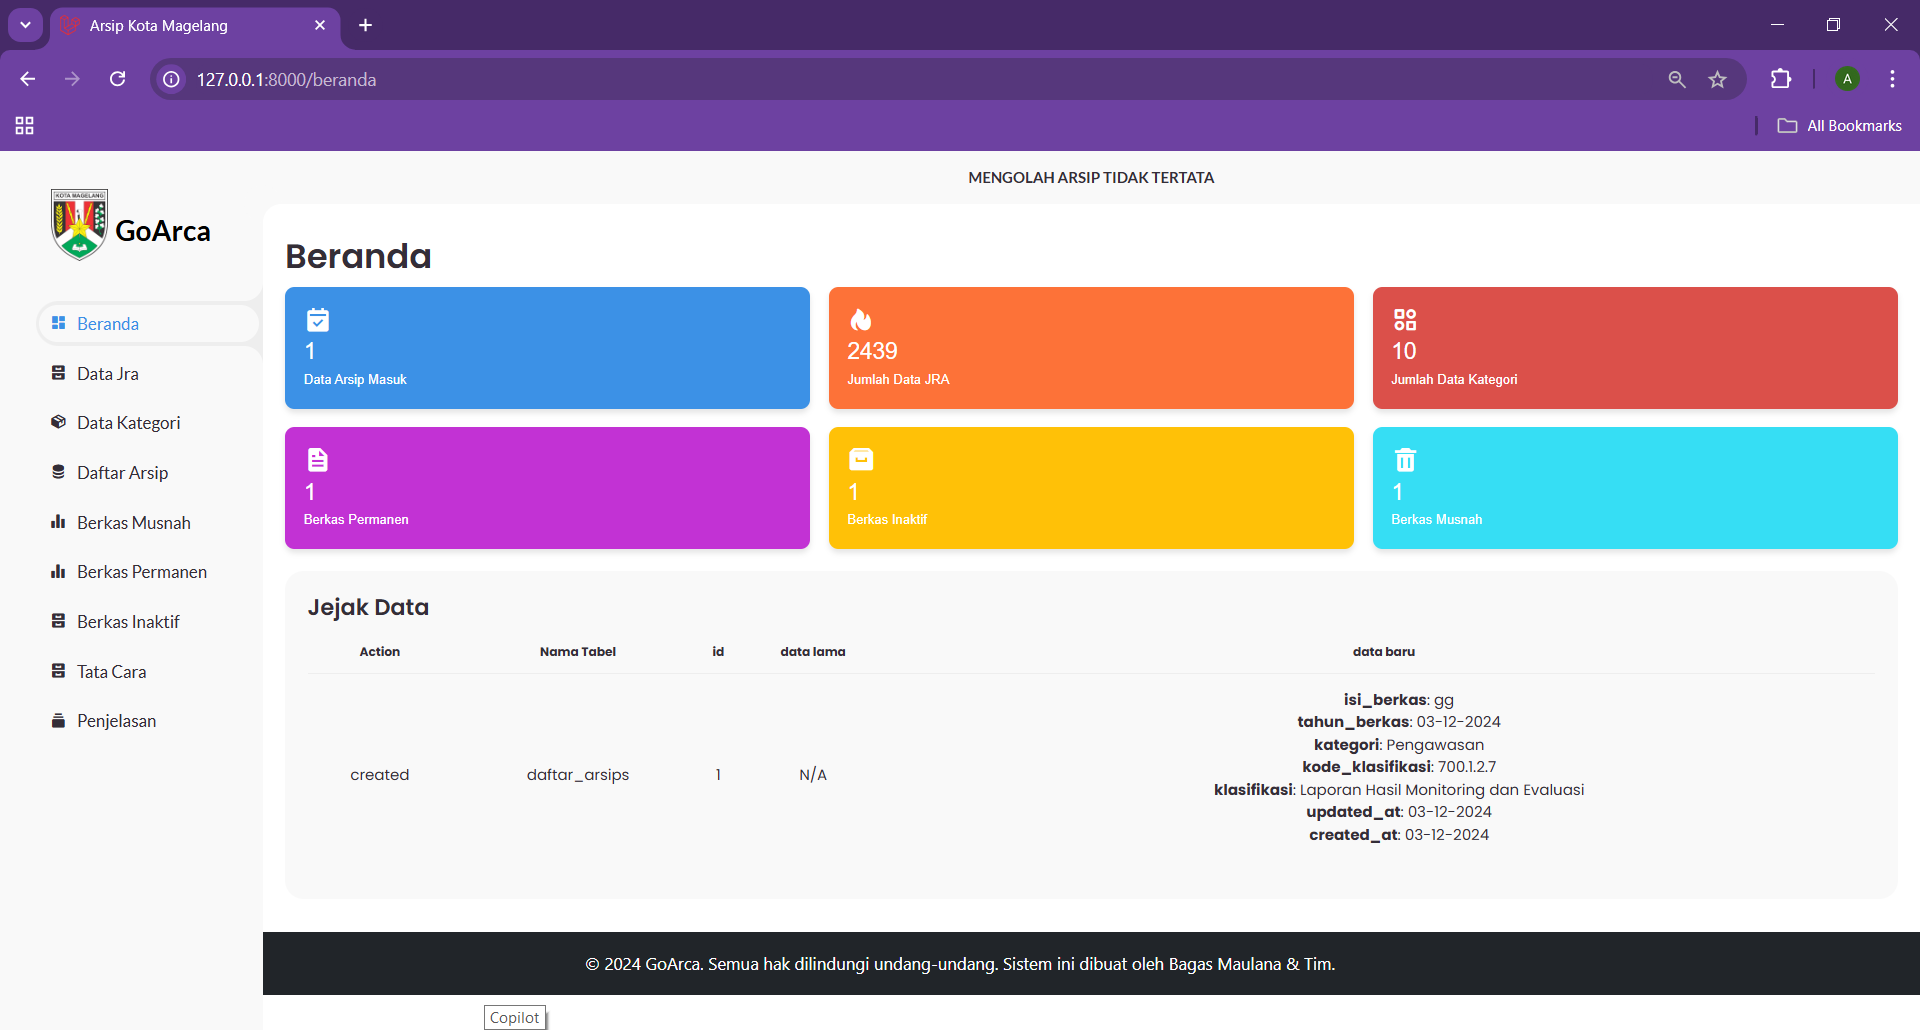 Arsip Kota Magelang
127.0.0.1:8000/beranda
A
All Bookmarks
MENGOLAH ARSIP TIDAK TERTATA
KOTA MAGELANG
GoArca
Beranda
Data Jra
Data Kategori
Daftar Arsip
Berkas Musnah
Berkas Permanen
Berkas Inaktif
Tata Cara
Penjelasan
Beranda
1
Data Arsip Masuk
2439
Jumlah Data JRA
10
Jumlah Data Kategori
1
Berkas Permanen
1
Berkas Inaktif
1
Berkas Musnah
Jejak Data
Action Nama Tabel id data lama data baru
created daftar_arsips 1 N/A
isi_berkas: gg
tahun_berkas: 03-12-2024
kategori: Pengawasan
kode_klasifikasi: 700.1.2.7
klasifikasi: Laporan Hasil Monitoring dan Evaluasi
updated_at: 03-12-2024
created_at: 03-12-2024
© 2024 GoArca. Semua hak dilindungi undang-undang. Sistem ini dibuat oleh Bagas Maulana & Tim.
Copilot